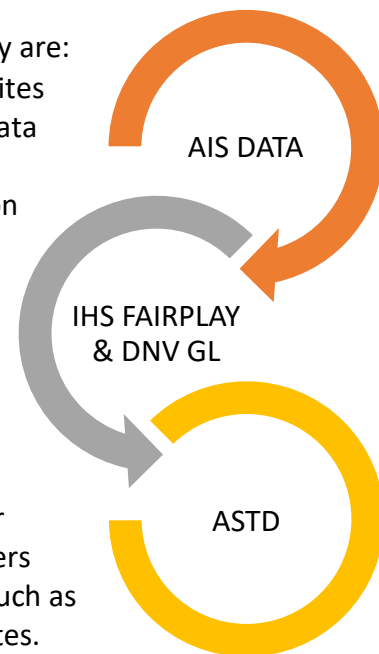 y are:
ites
ata
on
AIS DATA
IHS FAIRPLAY
& DNV GL
r
ers
uch as
tes.
ASTD